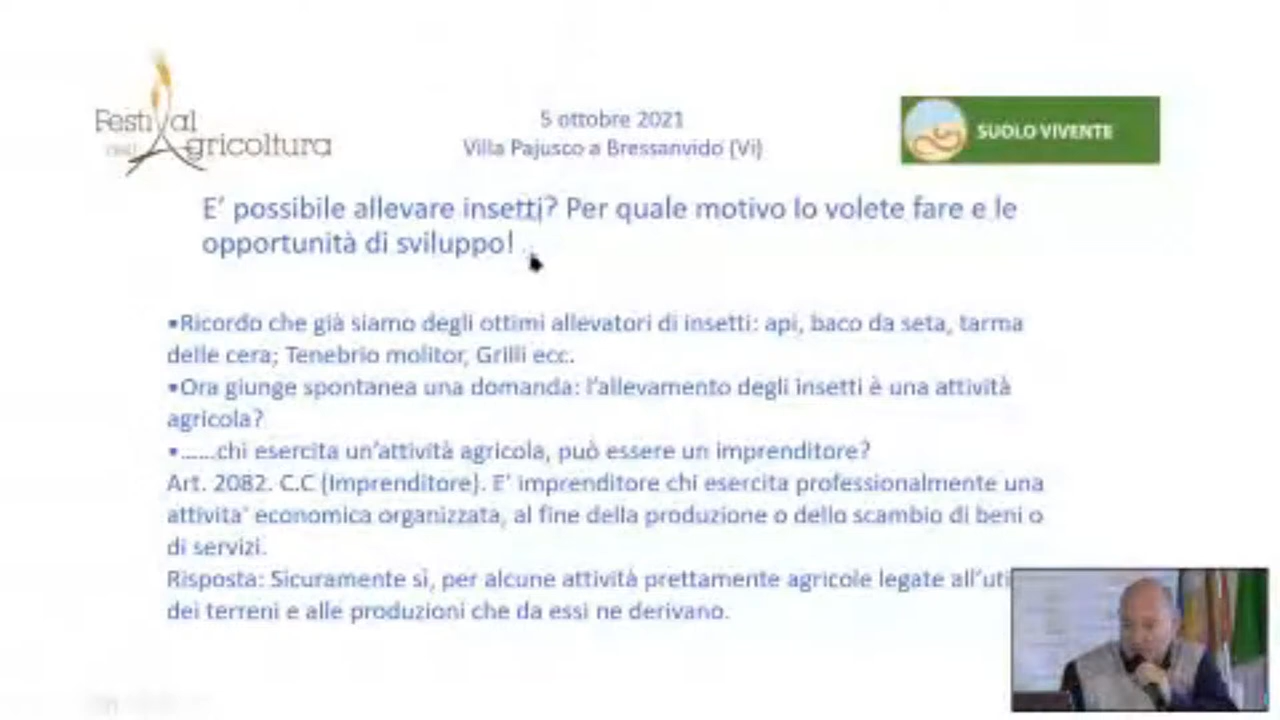 Festival
dell'Agricoltura
5 ottobre 2021
Villa Pajusco a Bressanvido (Vi)
SUOLO VIVENTE
E' possibile allevare insetti? Per quale motivo lo volete fare e le
opportunità di sviluppo!
▪Ricordo che già siamo degli ottimi allevatori di insetti: api, baco da seta, tarma
delle cera; Tenebrio molitor, Grilli ecc.
▪Ora giunge spontanea una domanda: l'allevamento degli insetti è una attività
agricola?
▪......chi esercita un'attività agricola, può essere un imprenditore?
Art. 2082. C.C (Imprenditore). E' imprenditore chi esercita professionalmente una
attivita' economica organizzata, al fine della produzione o dello scambio di beni o
di servizi.
Risposta: Sicuramente sì, per alcune attività prettamente agricole legate all'uti
dei terreni e alle produzioni che da essi ne derivano.